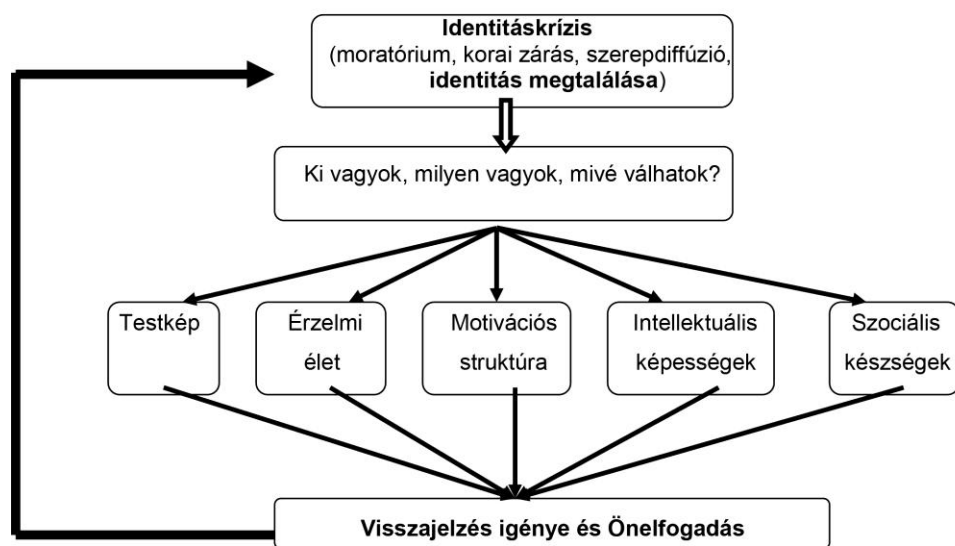 Identitáskrízis
(moratórium, korai zárás, szerepdiffúzió,
identitás megtalálása)
Ki vagyok, milyen vagyok, mivé válhatok?
Testkép
Érzelmi
élet
Motivációs
struktúra
Intellektuális
képességek
Szociális
készségek
Visszajelzés igénye és Önelfogadás